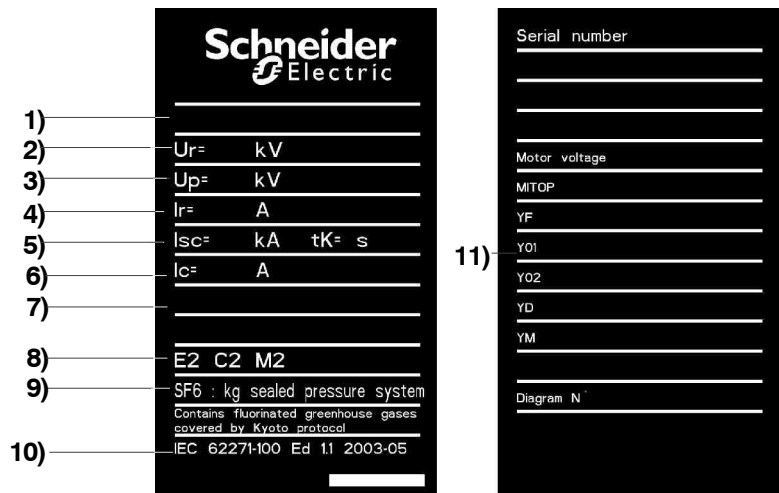 Schneider
Electric
1)
2) Ur= kV
3) Up= kV
4) Ir= A
5) Isc= kA tK= s
6) Ic= A
7)
8) E2 C2 M2
9) SF6 : kg sealed pressure system
Contains fluorinated greenhouse gases
covered by Kyoto protocol
10) IEC 62271-100 Ed 1.1 2003-05
Serial number
Motor voltage
MITOP
YF
11) Y01
Y02
YD
YM
Diagram N°